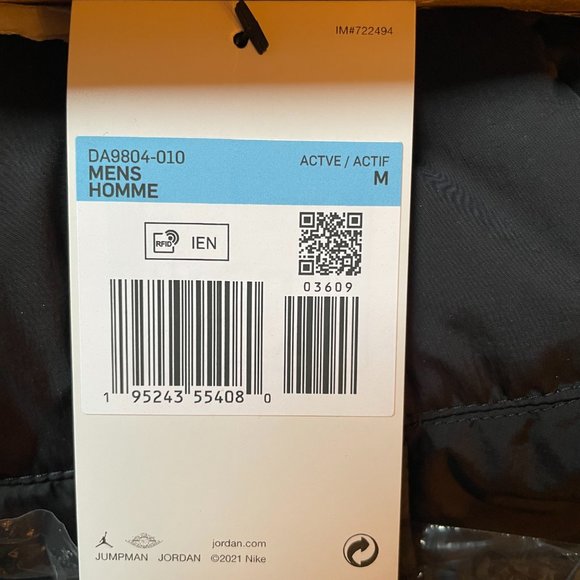 IM#722494
DA9804-010 ACTVE / ACTIF
MENS M
HOMME
RFID IEN
03609
1 95243 55408 0
jordan.com
JUMPMAN JORDAN ©2021 Nike